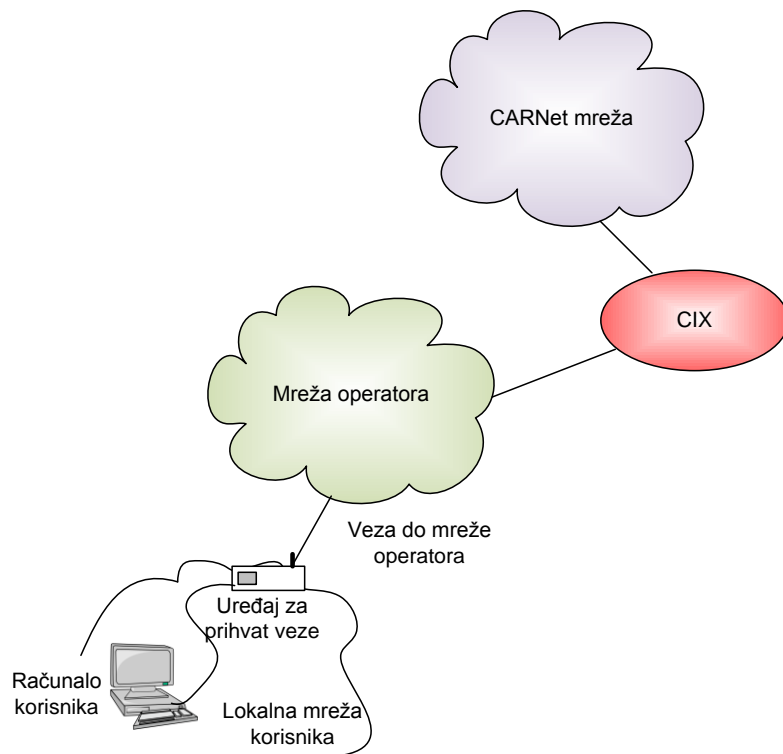 CARNet mreža
CIX
Mreža operatora
Veza do mreže
operatora
Uređaj za
prihvat veze
Računalo
korisnika
Lokalna mreža
korisnika